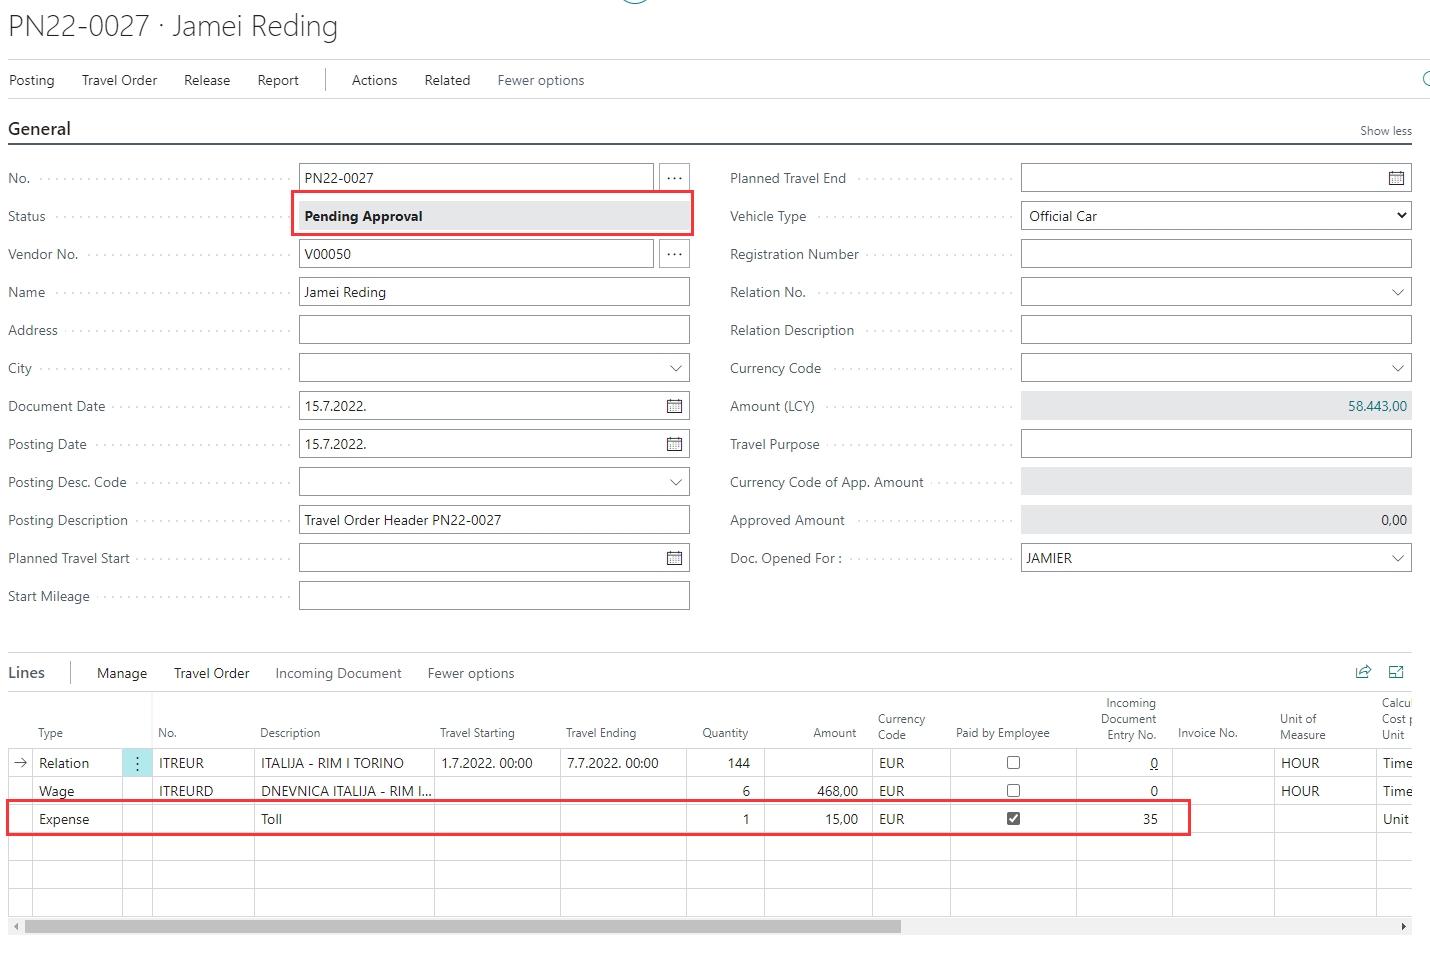 PN22-0027 · Jamei Reding
Posting Travel Order Release Report Actions Related Fewer options
General Show less
No. PN22-0027 ···
Status Pending Approval
Vendor No. V00050 ···
Name Jamei Reding
Address
City
Document Date 15.7.2022.
Posting Date 15.7.2022.
Posting Desc. Code
Posting Description Travel Order Header PN22-0027
Planned Travel Start
Start Mileage
Planned Travel End
Vehicle Type Official Car
Registration Number
Relation No.
Relation Description
Currency Code
Amount (LCY) 58.443,00
Travel Purpose
Currency Code of App. Amount
Approved Amount 0,00
Doc. Opened For : JAMIER
Lines Manage Travel Order Incoming Document Fewer options
Type No. Description Travel Starting Travel Ending Quantity Amount Currency Code Paid by Employee Incoming Document Entry No. Invoice No. Unit of Measure Calcul Cost p Unit
Relation ITREUR ITALIJA - RIM I TORINO 1.7.2022. 00:00 7.7.2022. 00:00 144 EUR 0 HOUR Time
Wage ITREURD DNEVNICA ITALIJA - RIM I... 6 468,00 EUR 0 HOUR Time
Expense Toll 1 15,00 EUR 35 Unit